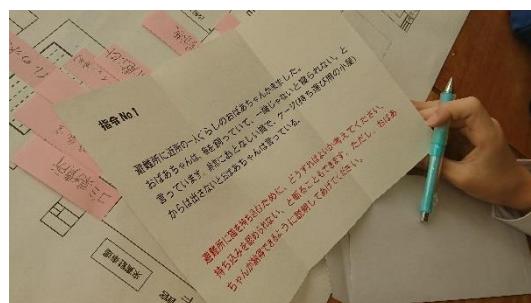 指令No1
避難所に近所の一人ぐらしのおばあちゃんが来ました。
おばあちゃんは、猫を飼っていて、一緒じゃないと寝られない、と
言っています。非常におとなしい猫で、ケージ(持ち運び用の小屋)
からは出さないとおばあちゃんは言っている。
避難所に猫を持ち込むために、どうすればよいか考えてください。
持ち込みを認められない、と断ることもできます。ただし、おばあ
ちゃんが納得できるように説明してあげてください。